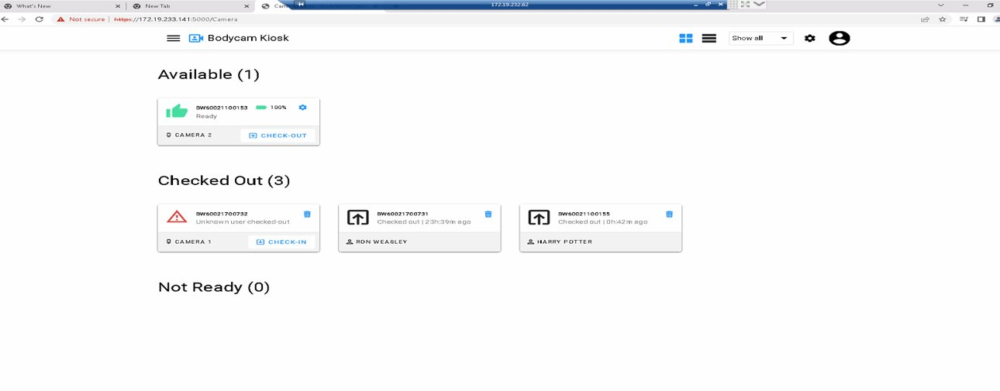 What's New
New Tab
Cam
172.19.232.62
Not secure
https://172.19.233.141:5000/Camera
Bodycam Kiosk
Show all
Available (1)
BW60021100153
100%
Ready
CAMERA 2
CHECK-OUT
Checked Out (3)
BW60021700732
Unknown user checked-out
CAMERA 1
CHECK-IN
BW60021700731
Checked out | 23h:39m ago
RON WEASLEY
BW60021100155
Checked out | 0h:42m ago
HARRY POTTER
Not Ready (0)